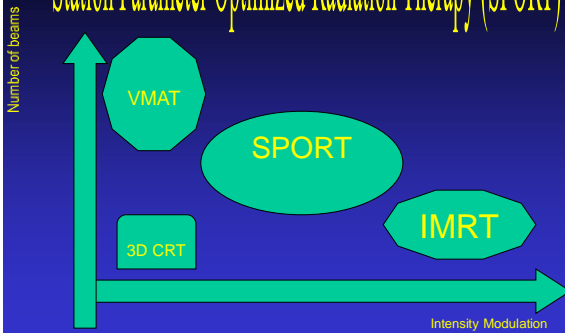 Station Parameter Optimized Radiation Therapy (SPORT)
Number of beams
VMAT
SPORT
IMRT
3D CRT
Intensity Modulation